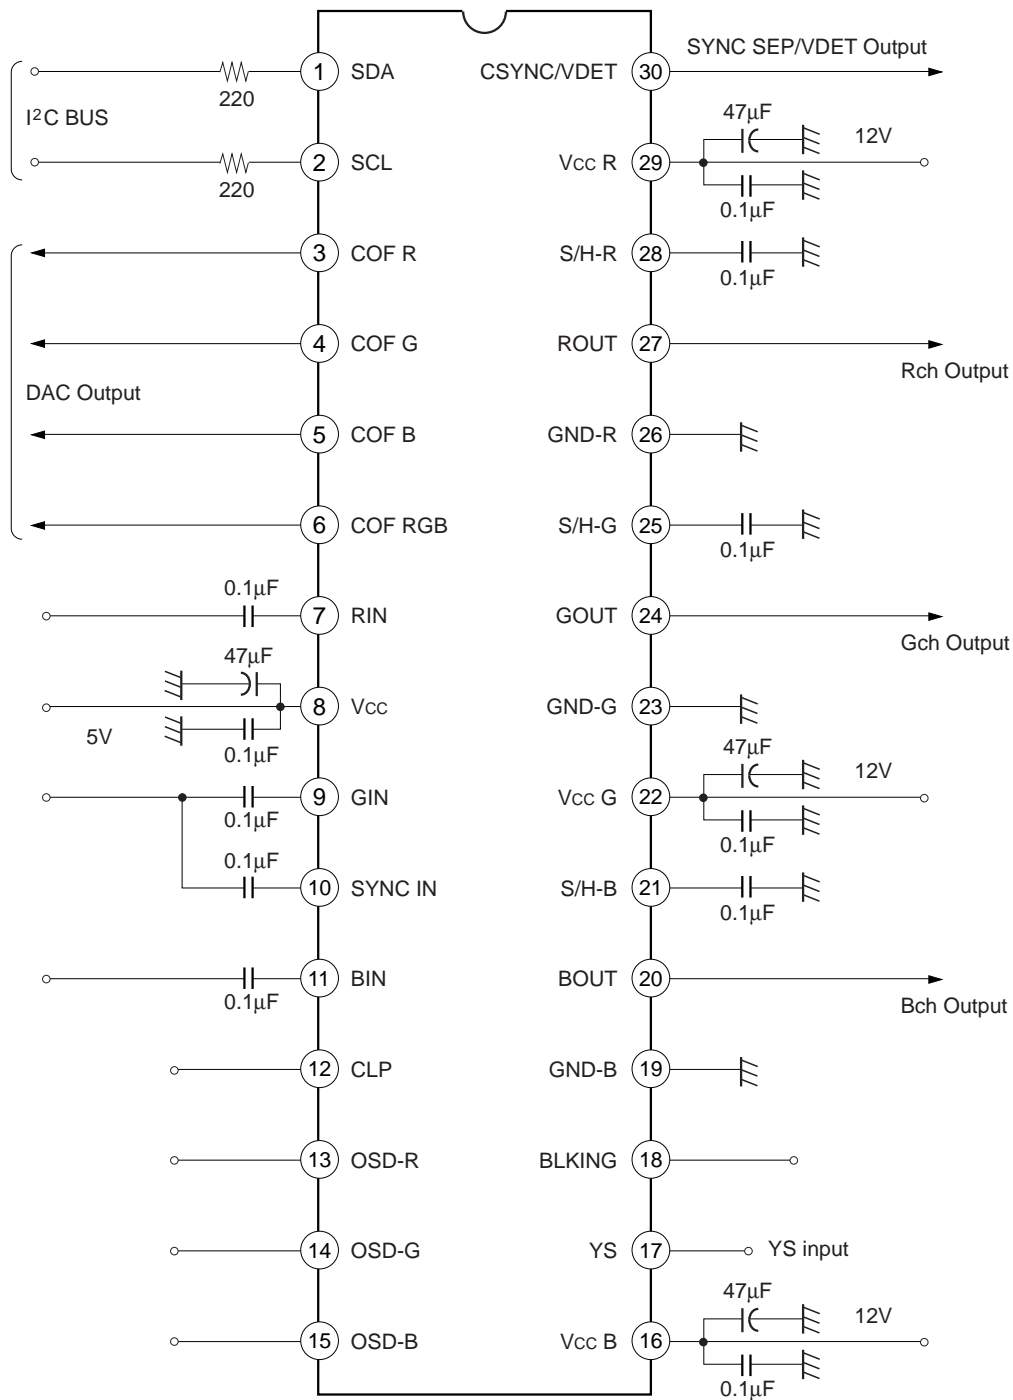 SYNC SEP/VDET Output
1 SDA
CSYNC/VDET 30
220
I²C BUS
47µF
12V
2 SCL
VCC R 29
220
0.1µF
3 COF R
S/H-R 28
0.1µF
4 COF G
ROUT 27
Rch Output
DAC Output
5 COF B
GND-R 26
6 COF RGB
S/H-G 25
0.1µF
0.1µF
7 RIN
GOUT 24
Gch Output
47µF
8 VCC
GND-G 23
5V
0.1µF
47µF
12V
9 GIN
VCC G 22
0.1µF
0.1µF
0.1µF
10 SYNC IN
S/H-B 21
0.1µF
11 BIN
BOUT 20
0.1µF
Bch Output
12 CLP
GND-B 19
13 OSD-R
BLKING 18
14 OSD-G
YS 17
YS input
47µF
12V
15 OSD-B
VCC B 16
0.1µF